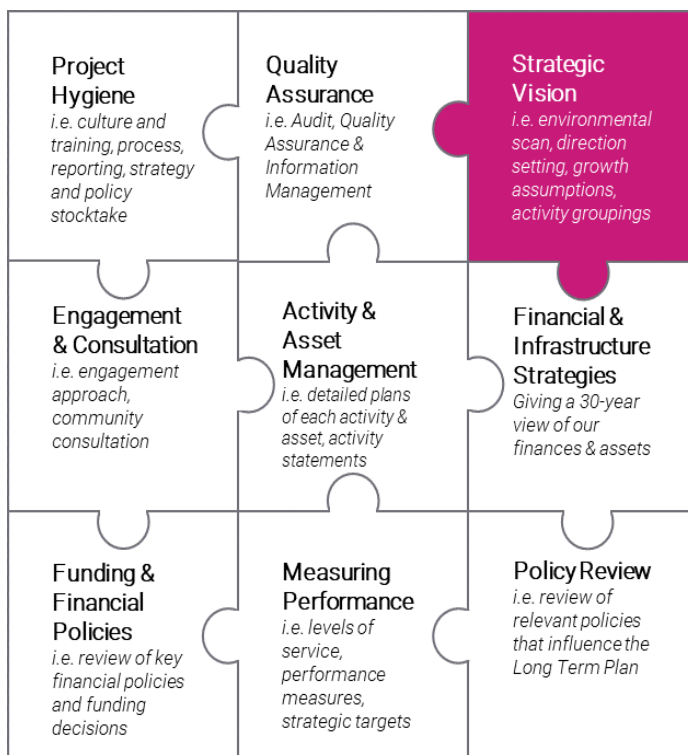 Project
Hygiene
i.e. culture and
training, process,
reporting, strategy
and policy
stocktake
Quality
Assurance
i.e. Audit, Quality
Assurance &
Information
Management
Strategic
Vision
i.e. environmental
scan, direction
setting, growth
assumptions,
activity groupings
Engagement
& Consultation
i.e. engagement
approach,
community
consultation
Activity &
Asset
Management
i.e. detailed plans
of each activity &
asset, activity
statements
Financial &
Infrastructure
Strategies
Giving a 30-year
view of our
finances & assets
Funding &
Financial
Policies
i.e. review of key
financial policies
and funding
decisions
Measuring
Performance
i.e. levels of
service,
performance
measures,
strategic targets
Policy Review
i.e. review of
relevant policies
that influence the
Long Term Plan